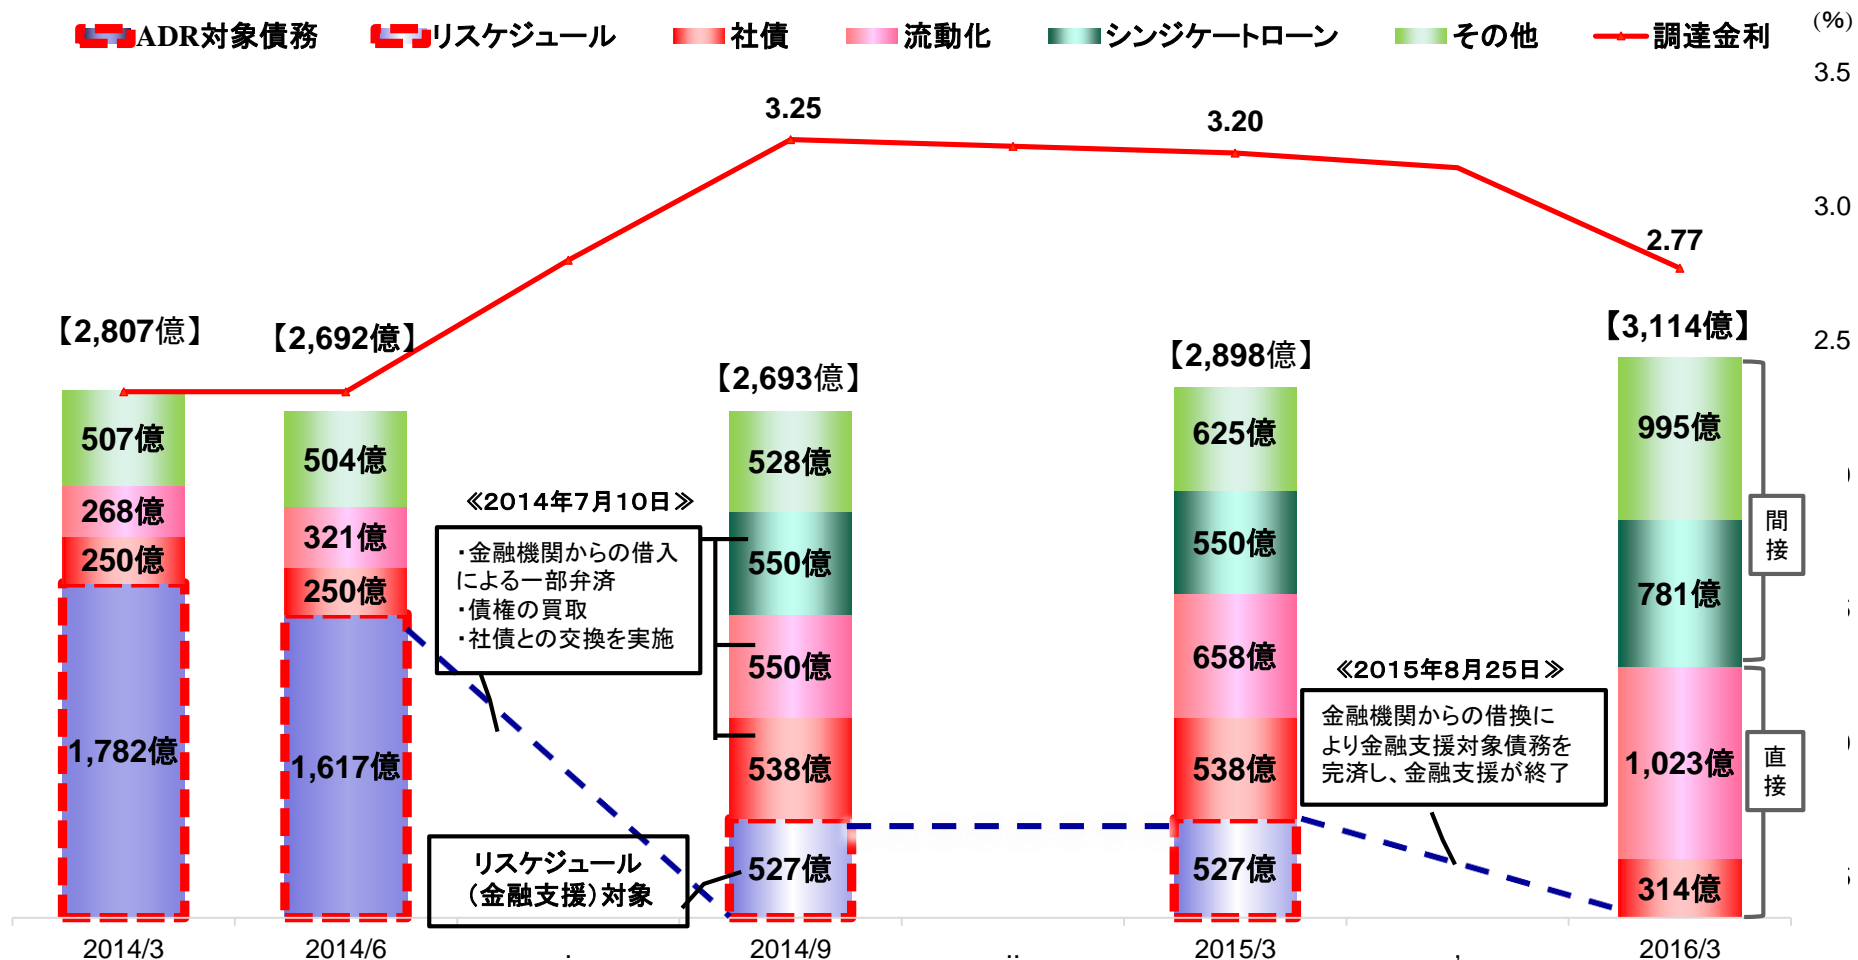 ADR対象債務 リスケジュール 社債 流動化 シンジケートローン その他 調達金利
(%)
3.5
3.0
2.5
3.25
3.20
2.77
【2,807億】
【2,692億】
【2,693億】
【2,898億】
【3,114億】
507億
268億
250億
1,782億
504億
321億
250億
1,617億
≪2014年7月10日≫
・金融機関からの借入
による一部弁済
・債権の買取
・社債との交換を実施
リスケジュール
(金融支援)対象
528億
550億
550億
538億
527億
625億
550億
658億
538億
527億
≪2015年8月25日≫
金融機関からの借換に
より金融支援対象債務を
完済し、金融支援が終了
995億
781億
1,023億
314億
間
接
直
接
2014/3 2014/6 . 2014/9 .. 2015/3 , 2016/3